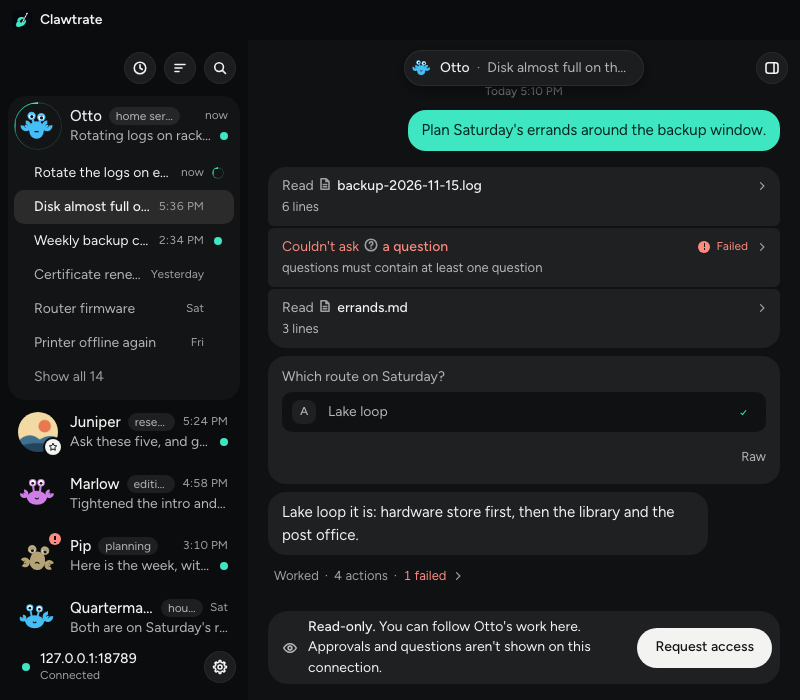 Clawtrate
Otto
home ser...
now
Rotating logs on rack...
Rotate the logs on e...
now
Disk almost full o...
5:36 PM
Weekly backup c...
2:34 PM
Certificate rene...
Yesterday
Router firmware
Sat
Printer offline again
Fri
Show all 14
Juniper
rese...
5:24 PM
Ask these five, and g...
Marlow
editi...
4:58 PM
Tightened the intro and...
Pip
planning
3:10 PM
Here is the week, wit...
Quarterma...
hou...
Sat
Both are on Saturday's r...
127.0.0.1:18789
Connected
Otto · Disk almost full on th...
Today 5:10 PM
Plan Saturday's errands around the backup window.
Read backup-2026-11-15.log
6 lines
Couldn't ask a question
Failed
questions must contain at least one question
Read errands.md
3 lines
Which route on Saturday?
A Lake loop
Raw
Lake loop it is: hardware store first, then the library and the
post office.
Worked · 4 actions · 1 failed
Read-only. You can follow Otto's work here.
Approvals and questions aren't shown on this
connection.
Request access